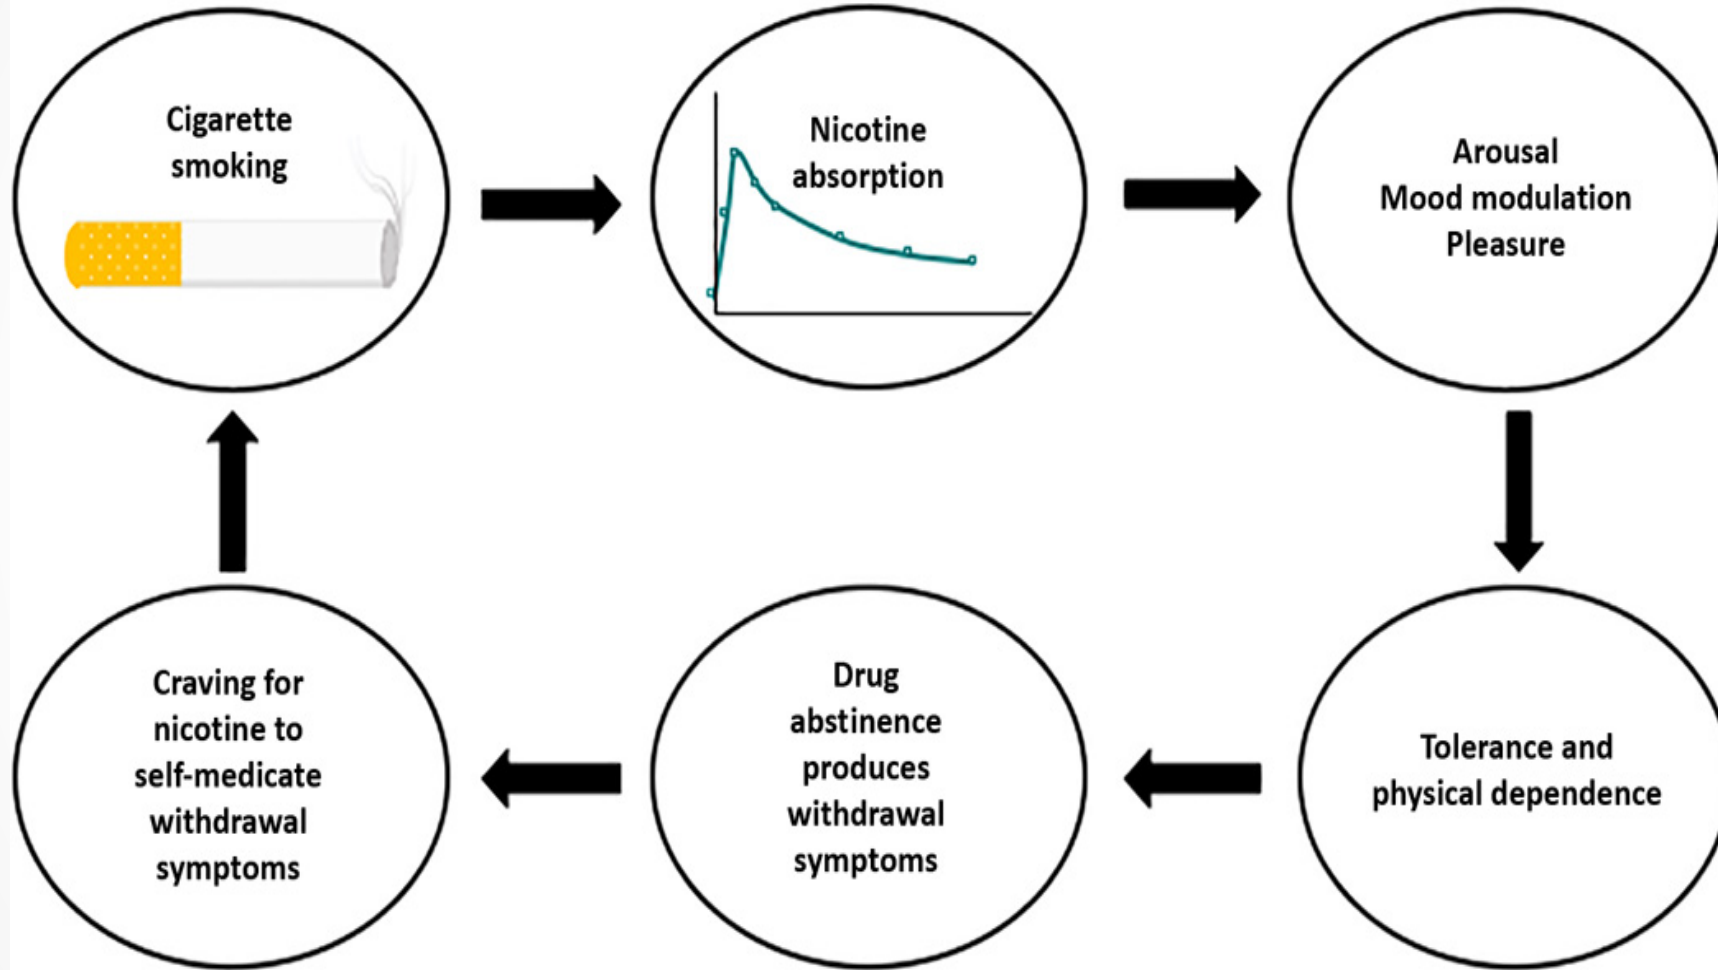 Cigarette
smoking
Nicotine
absorption
Arousal
Mood modulation
Pleasure
Tolerance and
physical dependence
Drug
abstinence
produces
withdrawal
symptoms
Craving for
nicotine to
self-medicate
withdrawal
symptoms